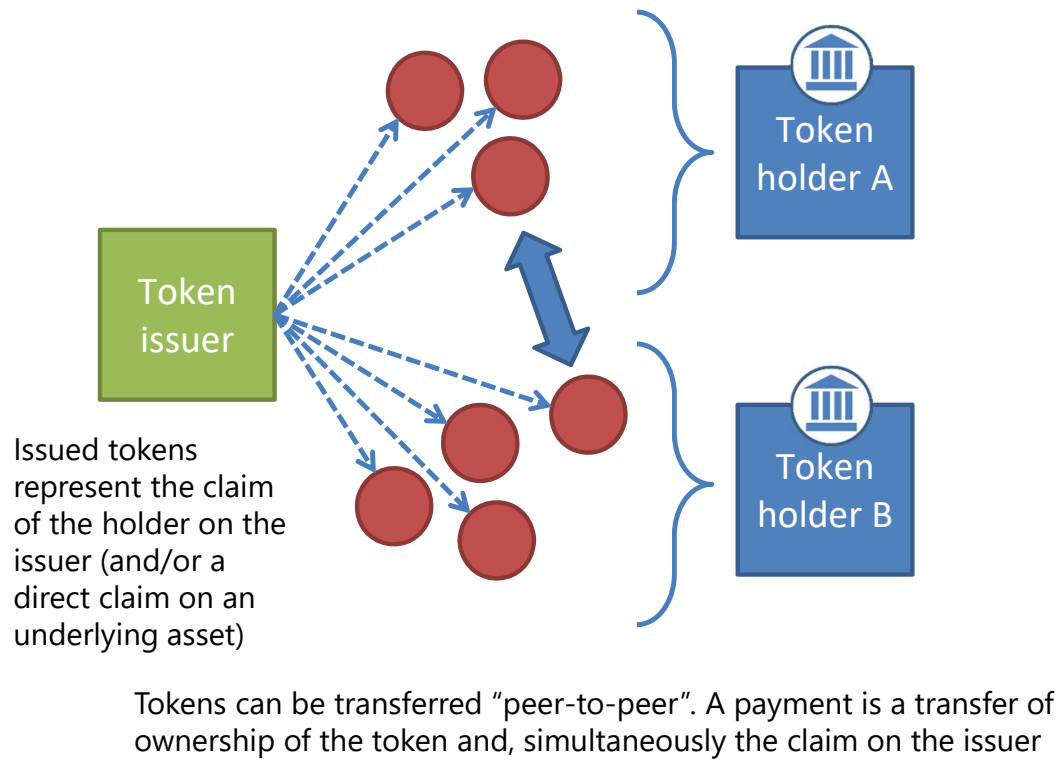 Token
holder A
Token
issuer
Token
holder B
Issued tokens
represent the claim
of the holder on the
issuer (and/or a
direct claim on an
underlying asset)
Tokens can be transferred “peer-to-peer”. A payment is a transfer of
ownership of the token and, simultaneously the claim on the issuer